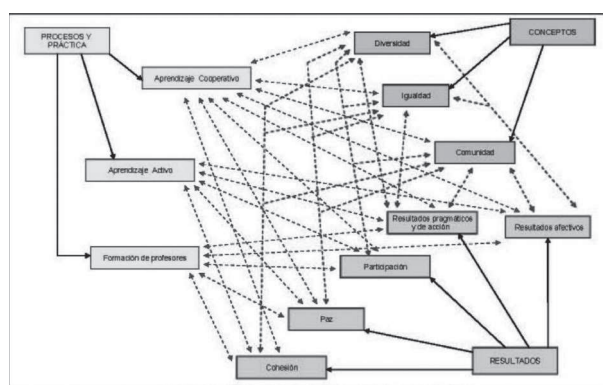 PROCESOS Y
PRÁCTICA
CONCEPTOS
Diversidad
Aprendizaje Cooperativo
Igualdad
Comunidad
Aprendizaje Activo
Resultados pragmáticos
y de acción
Resultados afectivos
Formación de profesores
Participación
Paz
Cohesión
RESULTADOS